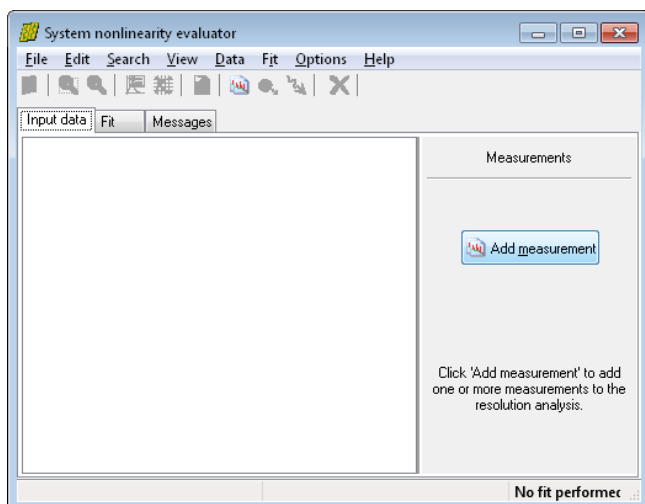 System nonlinearity evaluator
File Edit Search View Data Fit Options Help
Input data Fit Messages
Measurements
Add measurement
Click 'Add measurement' to add
one or more measurements to the
resolution analysis.
No fit performec